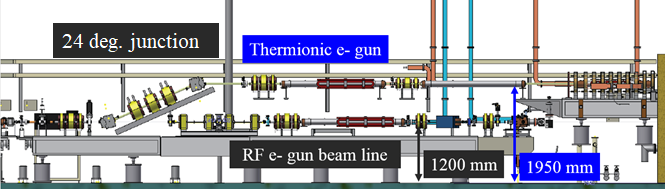 24 deg. junction
Thermionic e- gun
RF e- gun beam line
1200 mm
1950 mm